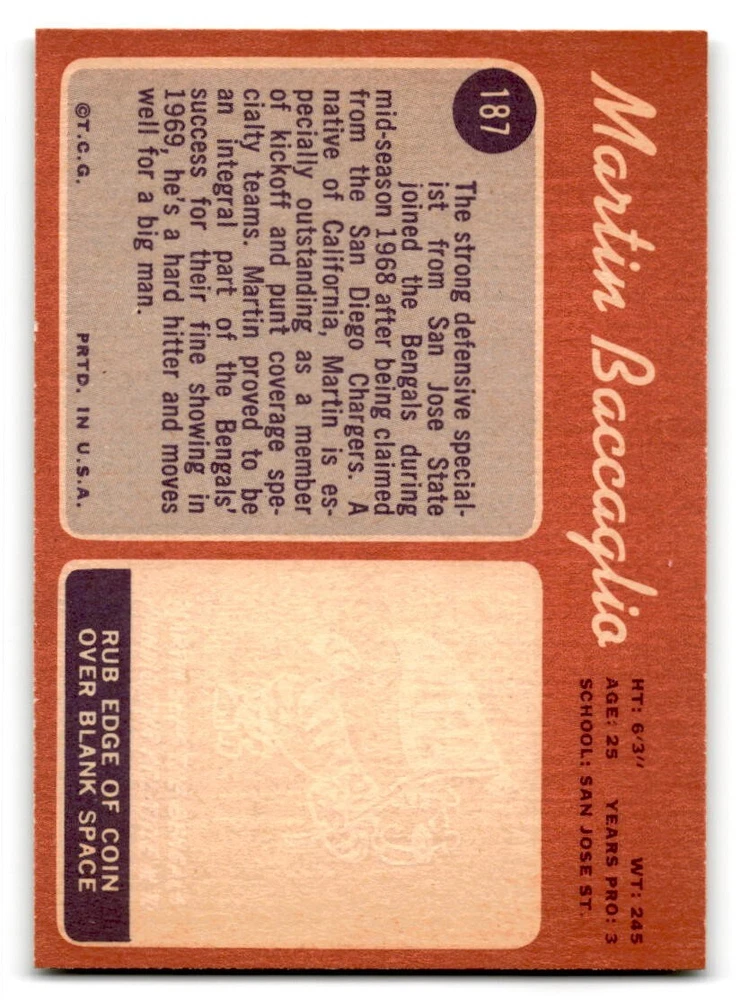 Martin Baccaglio
HT: 6'3" WT: 245
AGE: 25 YEARS PRO: 3
SCHOOL: SAN JOSE ST.
187
The strong defensive special-
ist from San Jose State
joined the Bengals during
mid-season 1968 after being claimed
from the San Diego Chargers. A
native of California, Martin is es-
pecially outstanding as a member
of kickoff and punt coverage spe-
cialty teams. Martin proved to be
an integral part of the Bengals'
success for their fine showing in
1969, he's a hard hitter and moves
well for a big man.
©T.C.G. PRTD. IN U.S.A.
RUB EDGE OF COIN
OVER BLANK SPACE